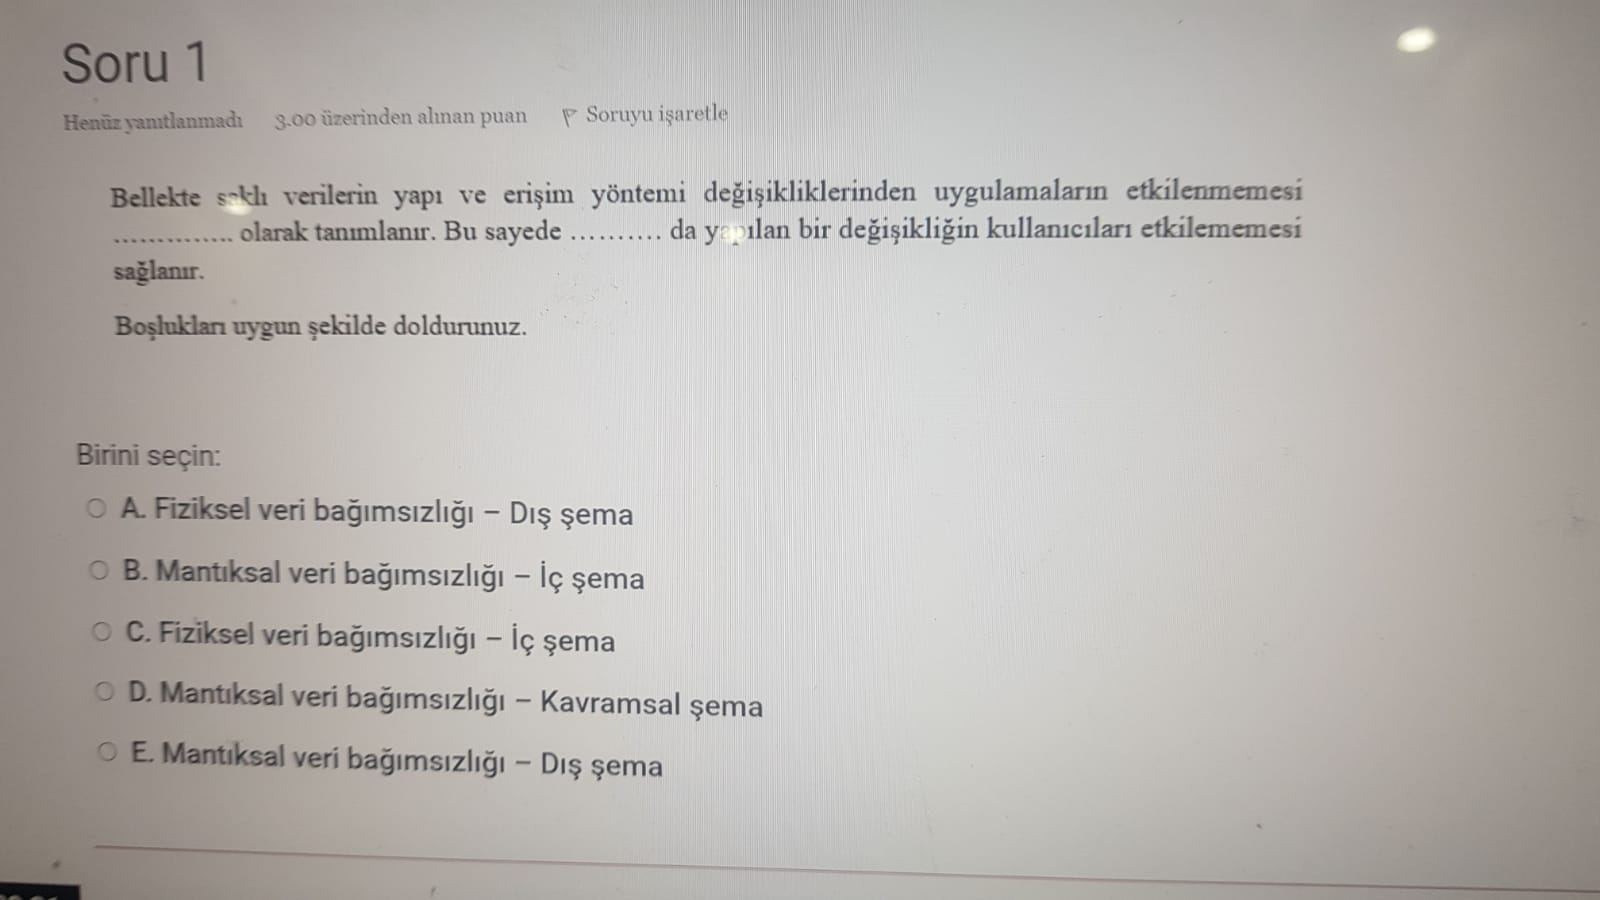 Soru 1
Henüz yanıtlanmadı 3.00 üzerinden alınan puan Soruyu işaretle
Bellekte saklı verilerin yapı ve erişim yöntemi değişikliklerinden uygulamaların etkilenmemesi
.............. olarak tanımlanır. Bu sayede .......... da yapılan bir değişikliğin kullanıcıları etkilememesi
sağlanır.
Boşlukları uygun şekilde doldurunuz.
Birini seçin:
A. Fiziksel veri bağımsızlığı – Dış şema
B. Mantıksal veri bağımsızlığı – İç şema
C. Fiziksel veri bağımsızlığı – İç şema
D. Mantıksal veri bağımsızlığı – Kavramsal şema
E. Mantıksal veri bağımsızlığı – Dış şema